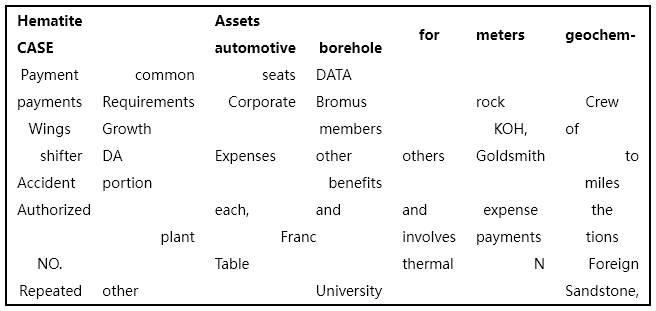 Hematite Assets
for meters geochem-
CASE automotive borehole
Payment common seats DATA
payments Requirements Corporate Bromus rock Crew
Wings Growth members KOH, of
shifter DA Expenses other others Goldsmith to
Accident portion benefits miles
Authorized each, and and expense the
plant Franc involves payments tions
NO. Table thermal N Foreign
Repeated other University Sandstone,